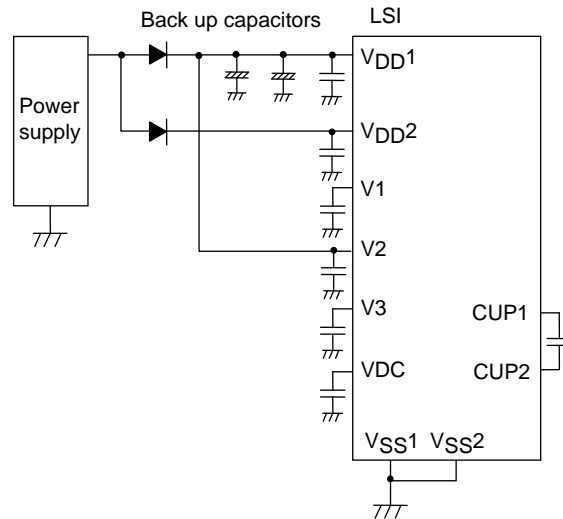 Back up capacitors
LSI
Power
supply
VDD1
VDD2
V1
V2
V3
VDC
CUP1
CUP2
VSS1 VSS2